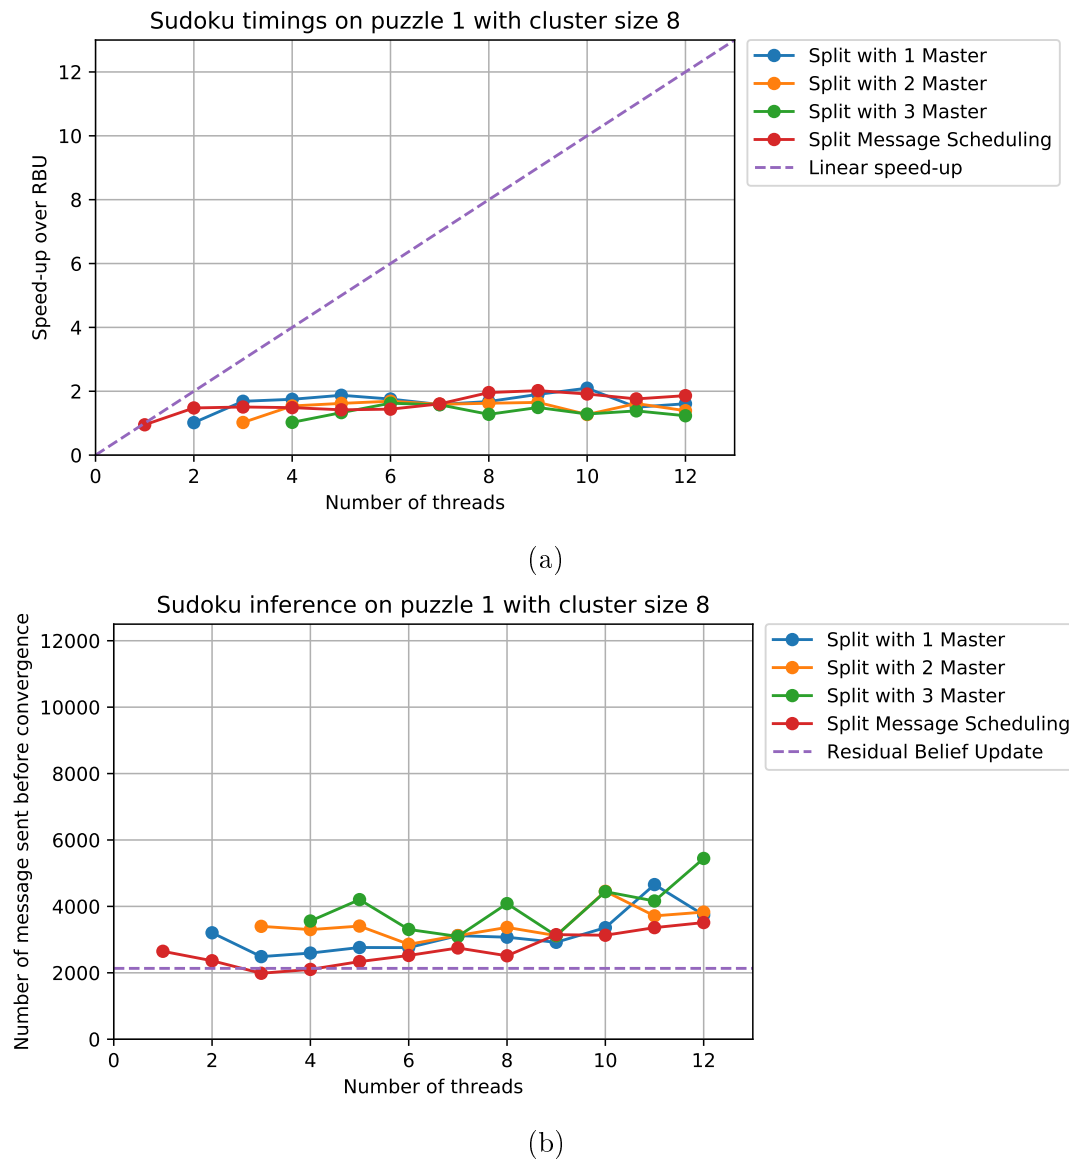 Sudoku timings on puzzle 1 with cluster size 8
Speed-up over RBU
12
10
8
6
4
2
0
0 2 4 6 8 10 12
Number of threads
Split with 1 Master
Split with 2 Master
Split with 3 Master
Split Message Scheduling
Linear speed-up
(a)
Sudoku inference on puzzle 1 with cluster size 8
Number of message sent before convergence
12000
10000
8000
6000
4000
2000
0
0 2 4 6 8 10 12
Number of threads
Split with 1 Master
Split with 2 Master
Split with 3 Master
Split Message Scheduling
Residual Belief Update
(b)